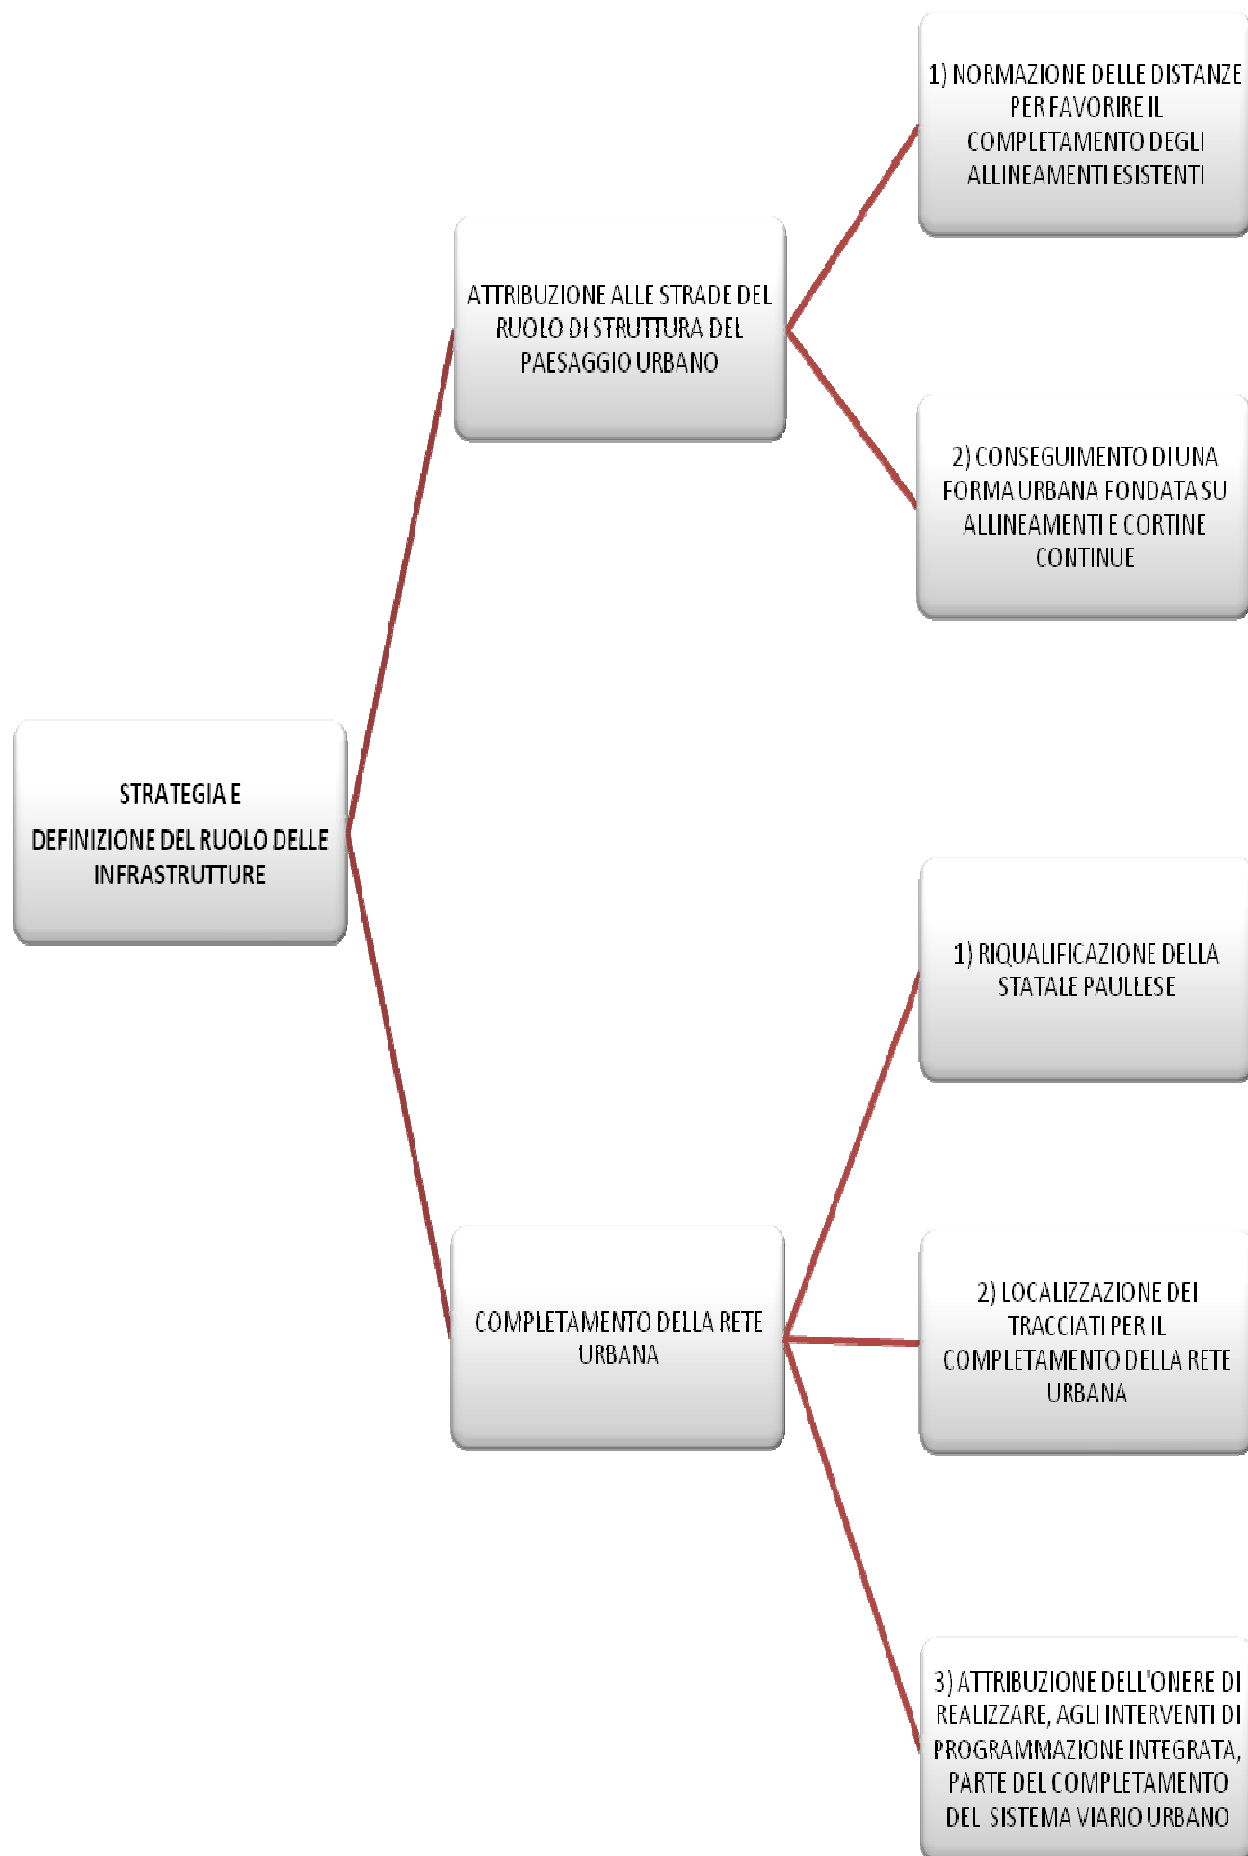 STRATEGIA E
DEFINIZIONE DEL RUOLO DELLE
INFRASTRUTTURE
ATTRIBUZIONE ALLE STRADE DEL
RUOLO DI STRUTTURA DEL
PAESAGGIO URBANO
1) NORMAZIONE DELLE DISTANZE
PER FAVORIRE IL
COMPLETAMENTO DEGLI
ALLINEAMENTI ESISTENTI
2) CONSEGUIMENTO DI UNA
FORMA URBANA FONDATA SU
ALLINEAMENTI E CORTINE
CONTINUE
COMPLETAMENTO DELLA RETE
URBANA
1) RIQUALIFICAZIONE DELLA
STATALE PAULLESE
2) LOCALIZZAZIONE DEI
TRACCIATI PER IL
COMPLETAMENTO DELLA RETE
URBANA
3) ATTRIBUZIONE DELL'ONERE DI
REALIZZARE, AGLI INTERVENTI DI
PROGRAMMAZIONE INTEGRATA,
PARTE DEL COMPLETAMENTO
DEL SISTEMA VIARIO URBANO